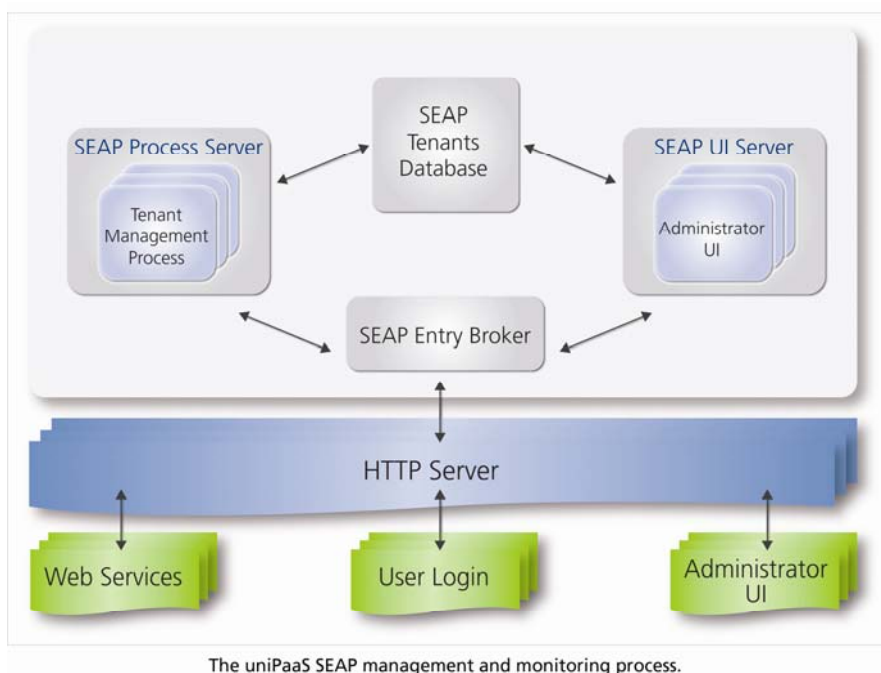 SEAP
Tenants
Database
SEAP Process Server
Tenant
Management
Process
SEAP UI Server
Administrator
UI
SEAP Entry Broker
HTTP Server
Web Services
User Login
Administrator
UI
The uniPaaS SEAP management and monitoring process.